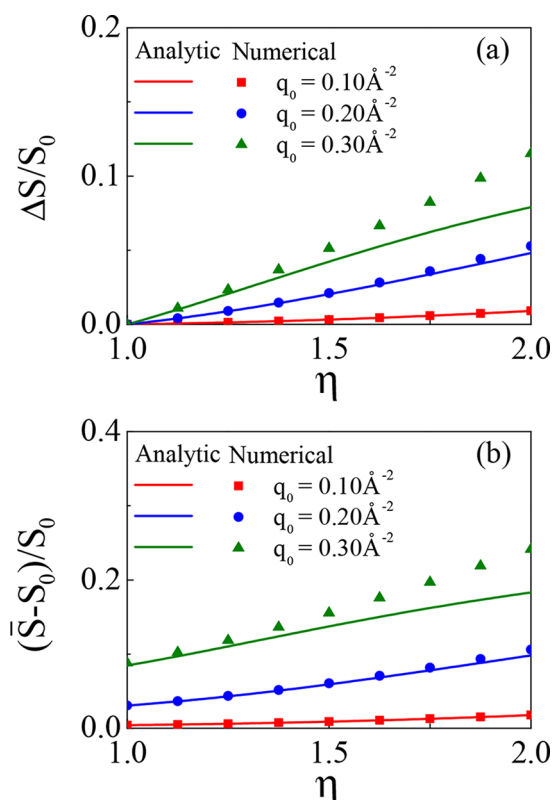 0.2
(a)
Analytic Numerical
q₀ = 0.10Å⁻²
q₀ = 0.20Å⁻²
q₀ = 0.30Å⁻²
0.1
ΔS/S₀
0.0
1.0 1.5 2.0
η
0.4
(b)
Analytic Numerical
q₀ = 0.10Å⁻²
q₀ = 0.20Å⁻²
q₀ = 0.30Å⁻²
0.2
(S̄-S₀)/S₀
0.0
1.0 1.5 2.0
η